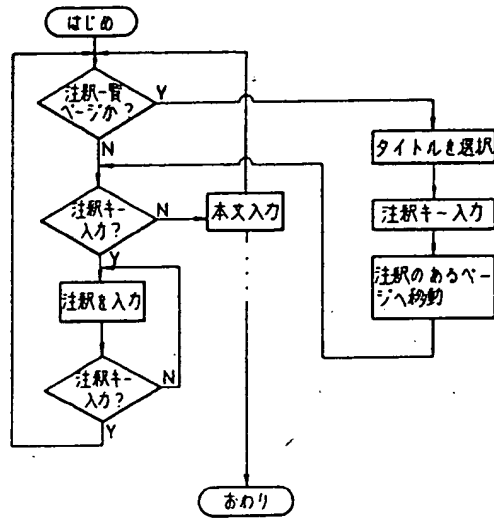 はじめ
注釈一覧
ページか？
Y
N
タイトルを選択
注釈キー入力
注釈のあるペー
ジへ移動
注釈キー
入力？
N
Y
本文入力
注釈を入力
注釈キー
入力？
N
Y
おわり